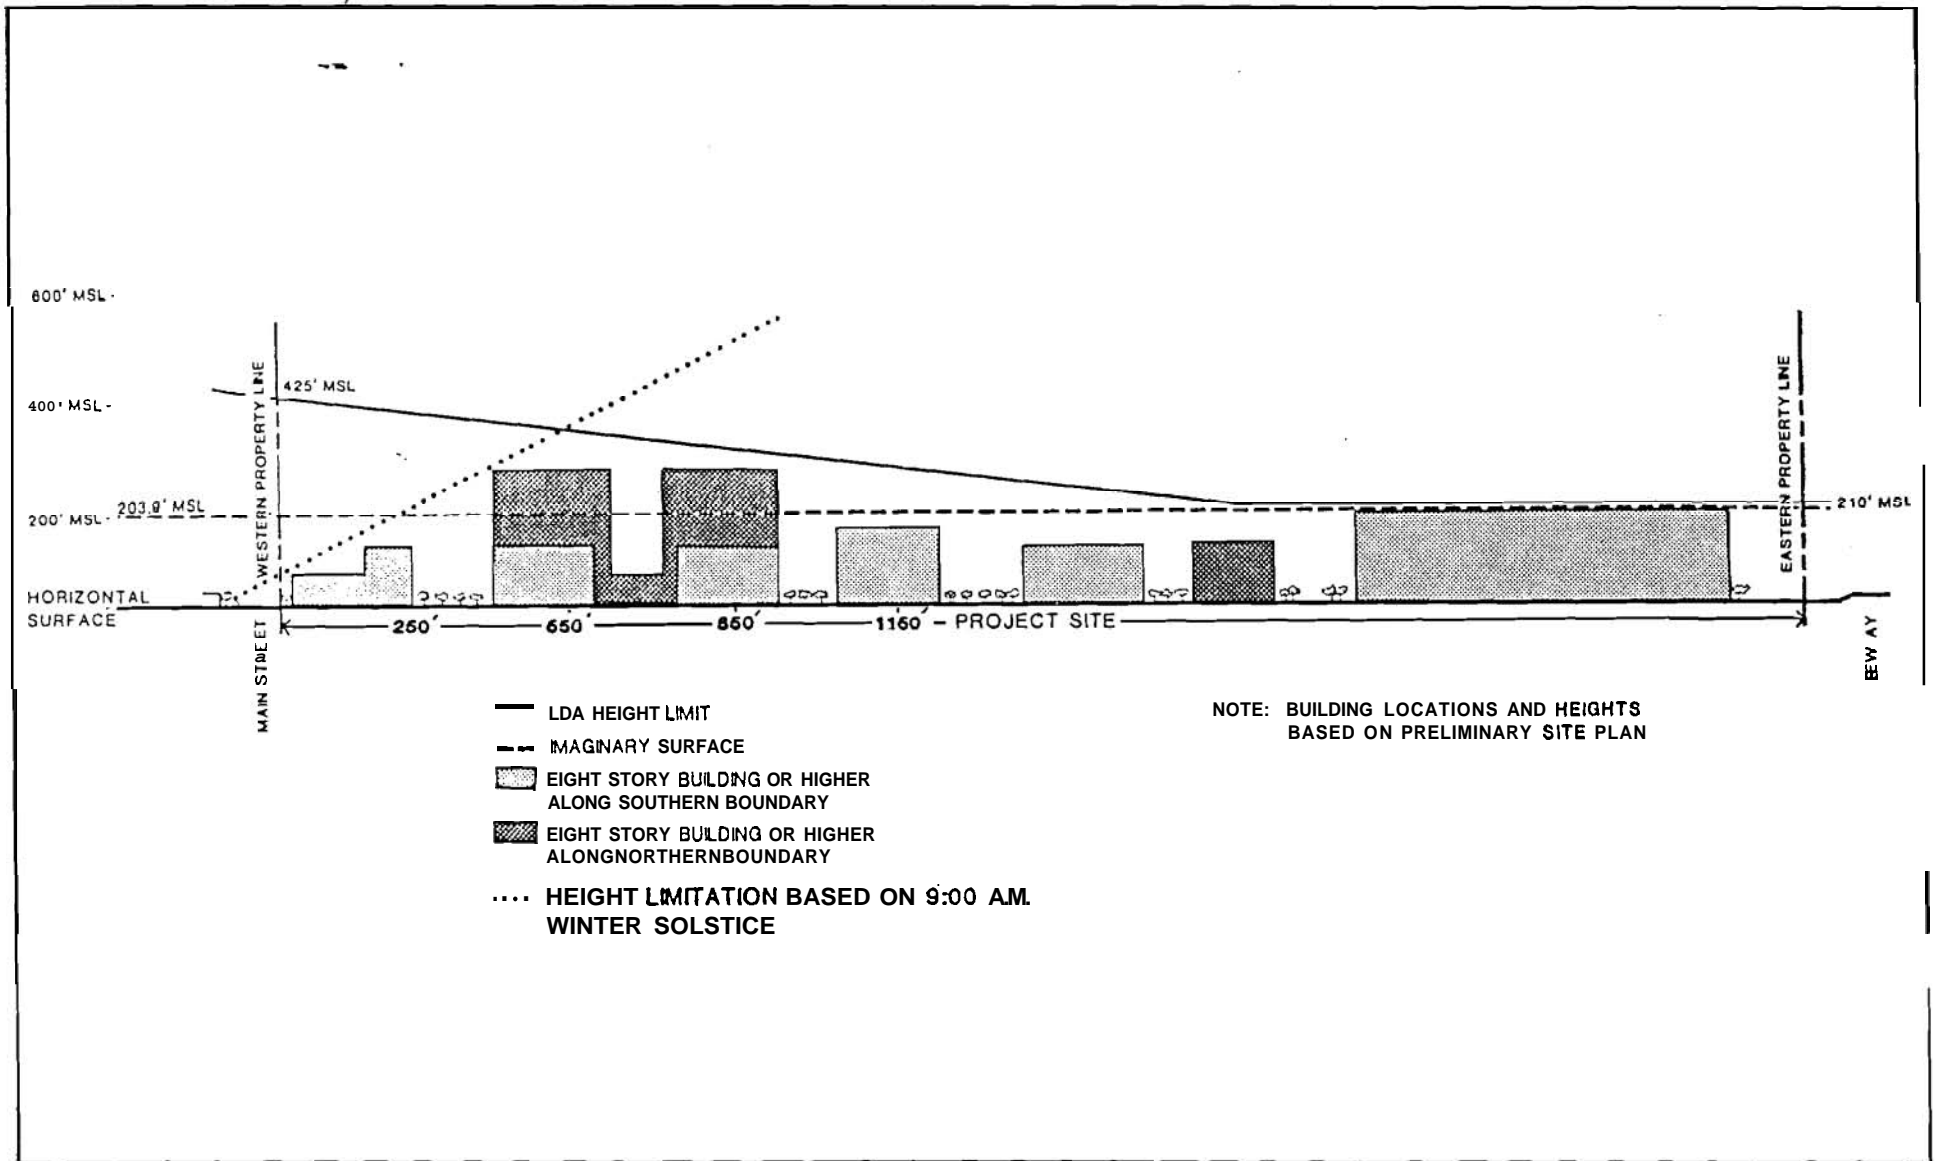 600' MSL -
425' MSL
400' MSL -
203.9' MSL
200' MSL -
210' MSL
WESTERN PROPERTY LINE
EASTERN PROPERTY LINE
HORIZONTAL
SURFACE
250'
650'
850'
1150' - PROJECT SITE
MAIN
LDA HEIGHT LIMIT
IMAGINARY SURFACE
EIGHT STORY BUILDING OR HIGHER
ALONG SOUTHERN BOUNDARY
EIGHT STORY BUILDING OR HIGHER
ALONGNORTHERNBOUNDARY
HEIGHT LIMITATION BASED ON 9:00 A.M.
WINTER SOLSTICE
NOTE: BUILDING LOCATIONS AND HEIGHTS
BASED ON PRELIMINARY SITE PLAN